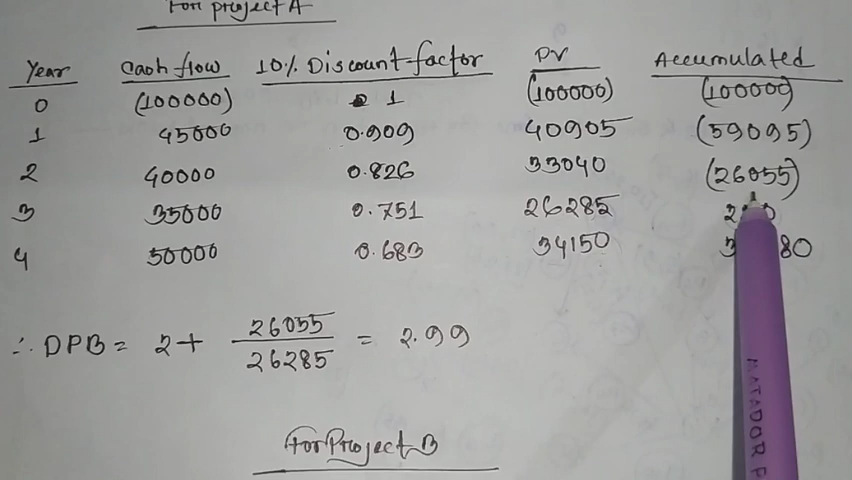 For project A
Year Cash flow 10% Discount factor PV Accumulated
0 (100000) 1 (100000) (100000)
1 45000 0.909 40905 (59095)
2 40000 0.826 33040 (26055)
3 35000 0.751 26285
4 50000 0.683 34150
∴ DPB = 2 + 26055/26285 = 2.99
For Project B
MATADOR